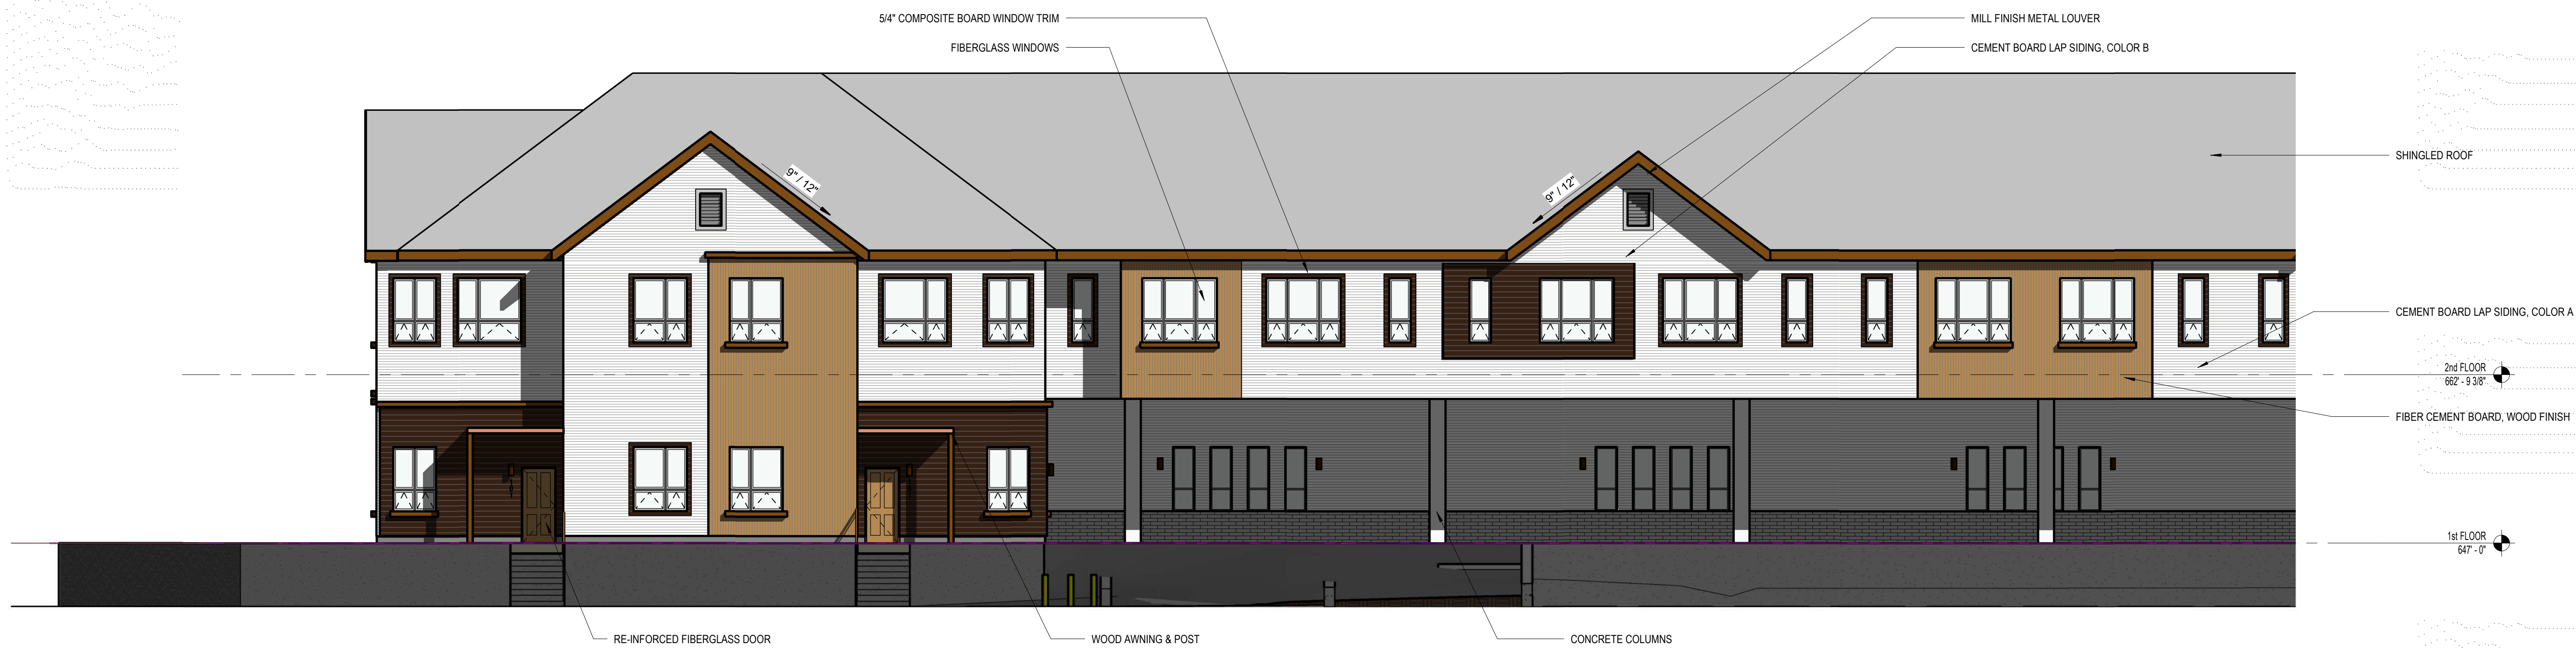 5/4" COMPOSITE BOARD WINDOW TRIM
MILL FINISH METAL LOUVER
FIBERGLASS WINDOWS
CEMENT BOARD LAP SIDING, COLOR B
SHINGLED ROOF
9" / 12"
9" / 12"
CEMENT BOARD LAP SIDING, COLOR A
2nd FLOOR
662' - 9 3/8"
FIBER CEMENT BOARD, WOOD FINISH
1st FLOOR
647' - 0"
RE-INFORCED FIBERGLASS DOOR
WOOD AWNING & POST
CONCRETE COLUMNS